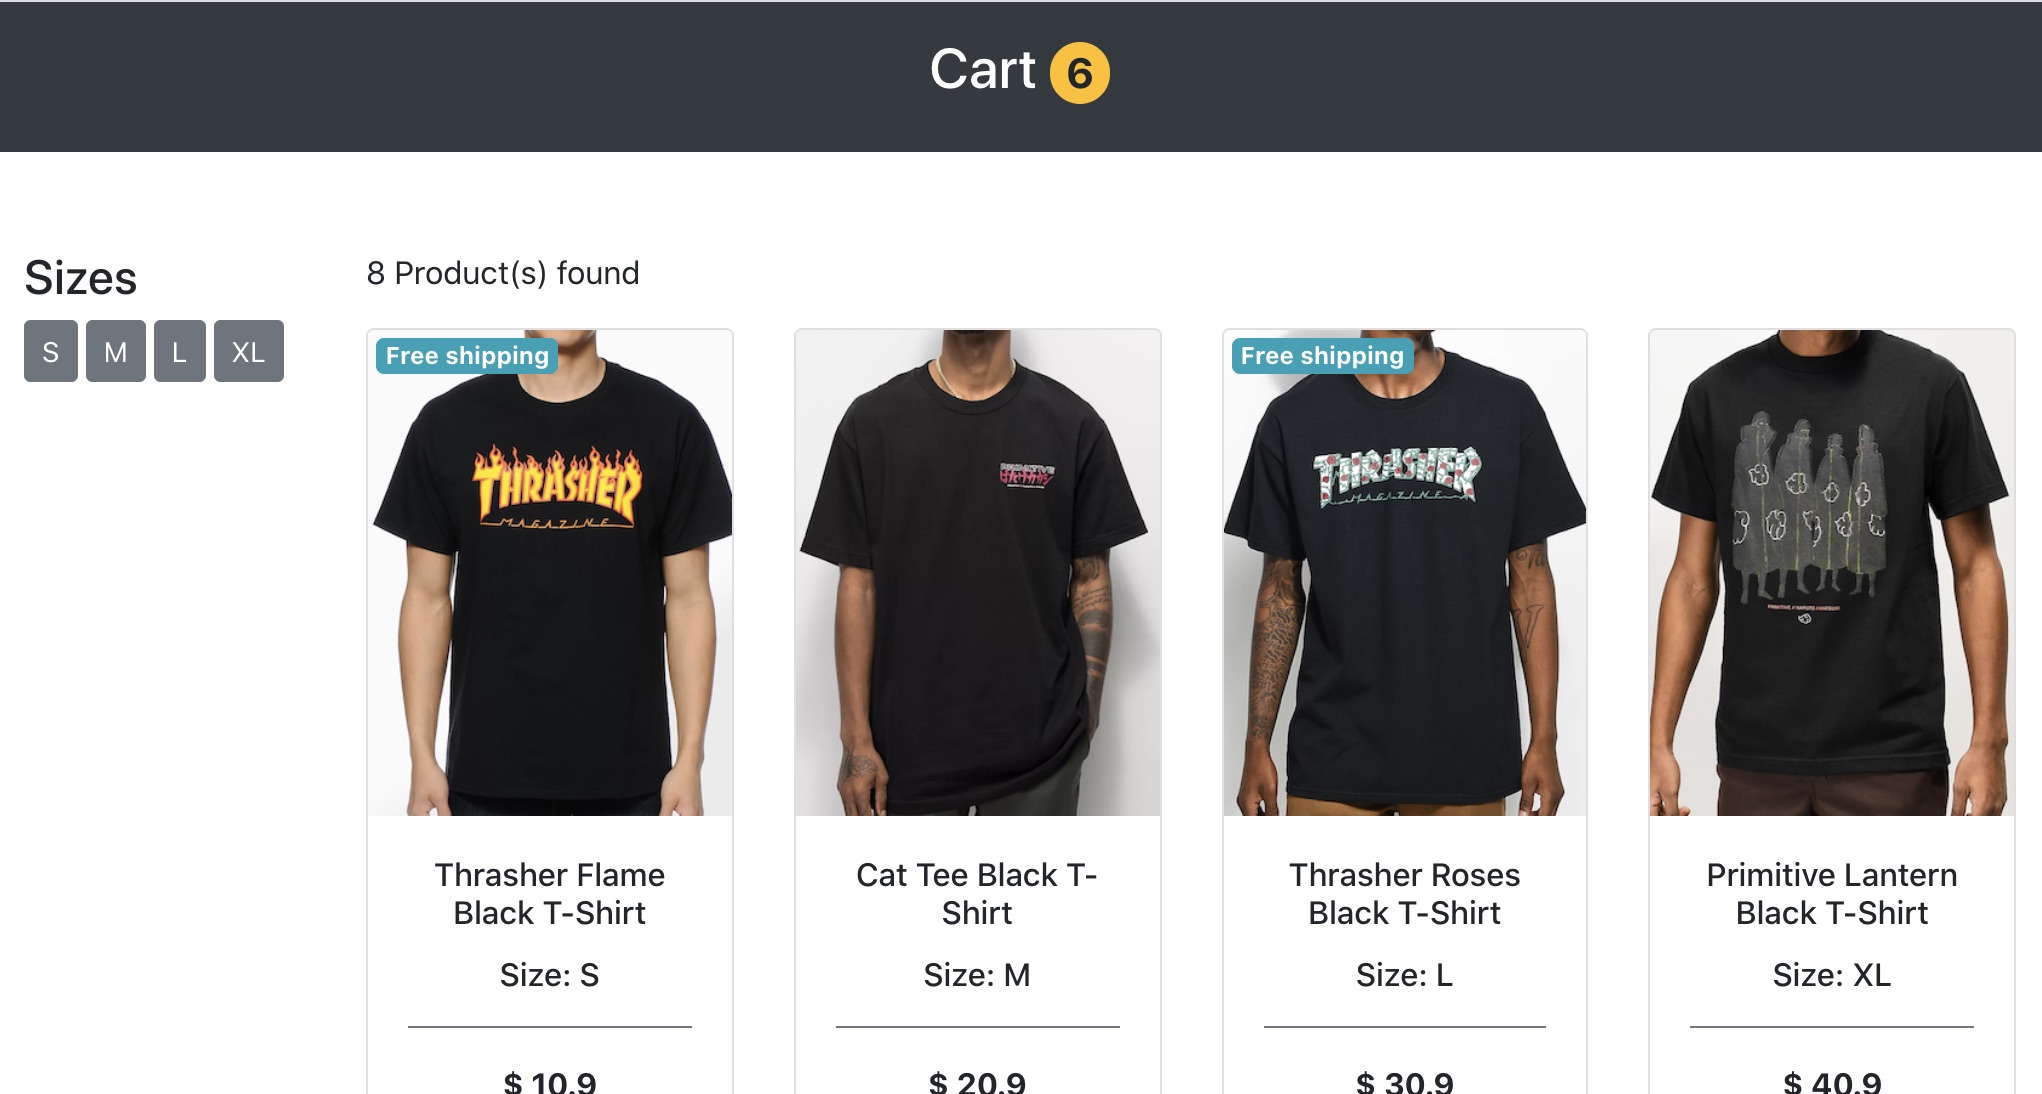 Cart 6
Sizes
S M L XL
8 Product(s) found
Free shipping
THRASHER
MAGAZINE
Thrasher Flame
Black T-Shirt
Size: S
$ 10.9
PRIMITIVE
Cat Tee Black T-
Shirt
Size: M
$ 20.9
Free shipping
THRASHER
MAGAZINE
Thrasher Roses
Black T-Shirt
Size: L
$ 30.9
Primitive Lantern
Black T-Shirt
Size: XL
$ 40.9